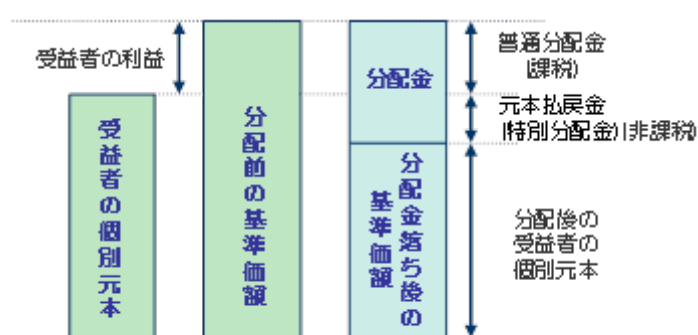 受益者の利益
受益者の個別元本
分配前の基準価額
分配金
分配金落ち後の
基準価額
普通分配金
(課税)
元本払戻金
(特別分配金)(非課税)
分配後の
受益者の
個別元本